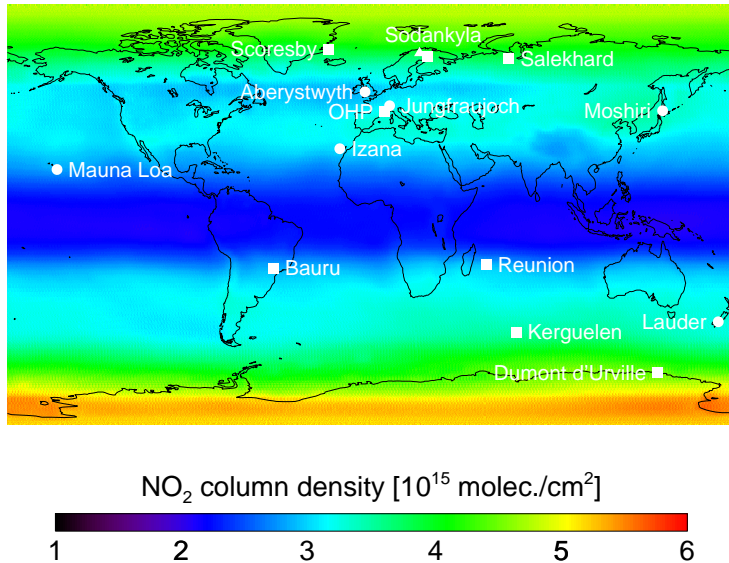 Sodankyla
Scoresby
Salekhard
Aberystwyth
Jungfraujoch
OHP
Moshiri
Izana
Mauna Loa
Bauru
Reunion
Lauder
Kerguelen
Dumont d'Urville
NO₂ column density [10¹⁵ molec./cm²]
1 2 3 4 5 6